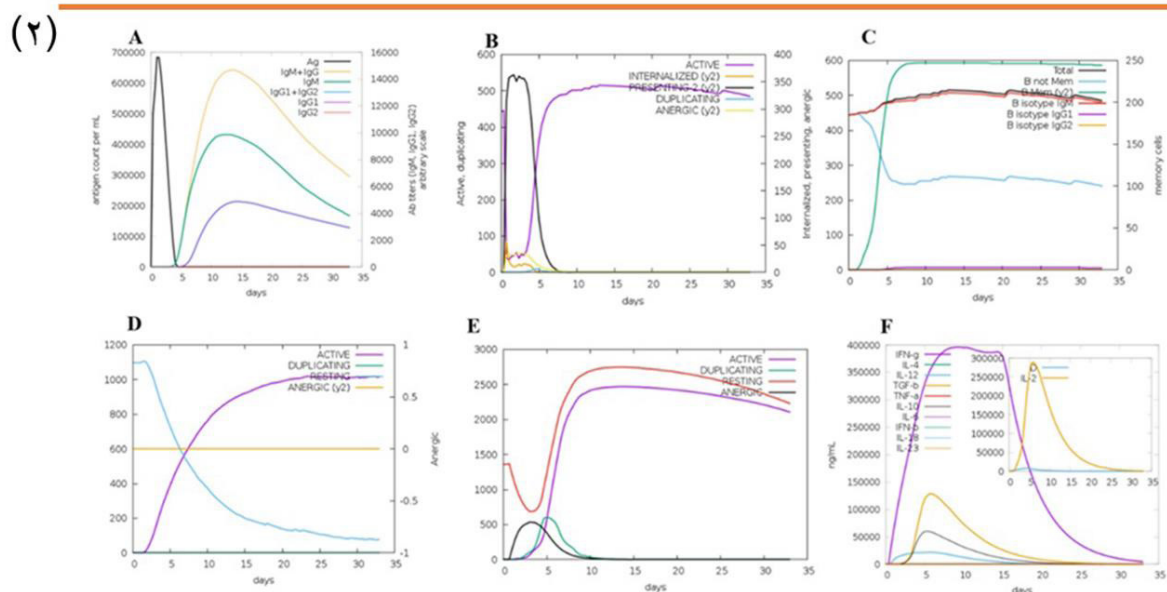 (٢)
A
700000
600000
500000
400000
300000
200000
100000
0
0 5 10 15 20 25 30 35
16000
14000
12000
10000
8000
6000
4000
2000
0
antigen count per mL
Ab titers (IgM, IgG1, IgG2)
arbitrary scale
days
Ag
IgM+IgG
IgM
IgG1+IgG2
IgG1
IgG2
B
600
500
400
300
200
100
0
0 5 10 15 20 25 30 35
400
350
300
250
200
150
100
50
0
Active, duplicating
Internalized, presenting, anergic
days
ACTIVE
INTERNALIZED (y2)
PRESENTING 2 (y2)
DUPLICATING
ANERGIC (y2)
C
600
500
400
300
200
100
0
0 5 10 15 20 25 30 35
250
200
150
100
50
0
memory cells
days
Total
B not Mem
B Mem (y2)
B isotype IgM
B isotype IgG1
B isotype IgG2
D
1200
1000
800
600
400
200
0
0 5 10 15 20 25 30 35
1
0.5
0
-0.5
-1
Anergic
days
ACTIVE
DUPLICATING
RESTING
ANERGIC (y2)
E
3000
2500
2000
1500
1000
500
0
0 5 10 15 20 25 30 35
days
ACTIVE
DUPLICATING
RESTING
ANERGIC
F
400000
350000
300000
250000
200000
150000
100000
50000
0
0 5 10 15 20 25 30 35
ng/mL
days
IFN-g
IL-4
IL-12
TGF-b
TNF-a
IL-10
IL-6
IFN-b
IL-18
IL-23
300000
250000
200000
150000
100000
50000
0
0 5 10 15 20 25 30 35
D
IL-2